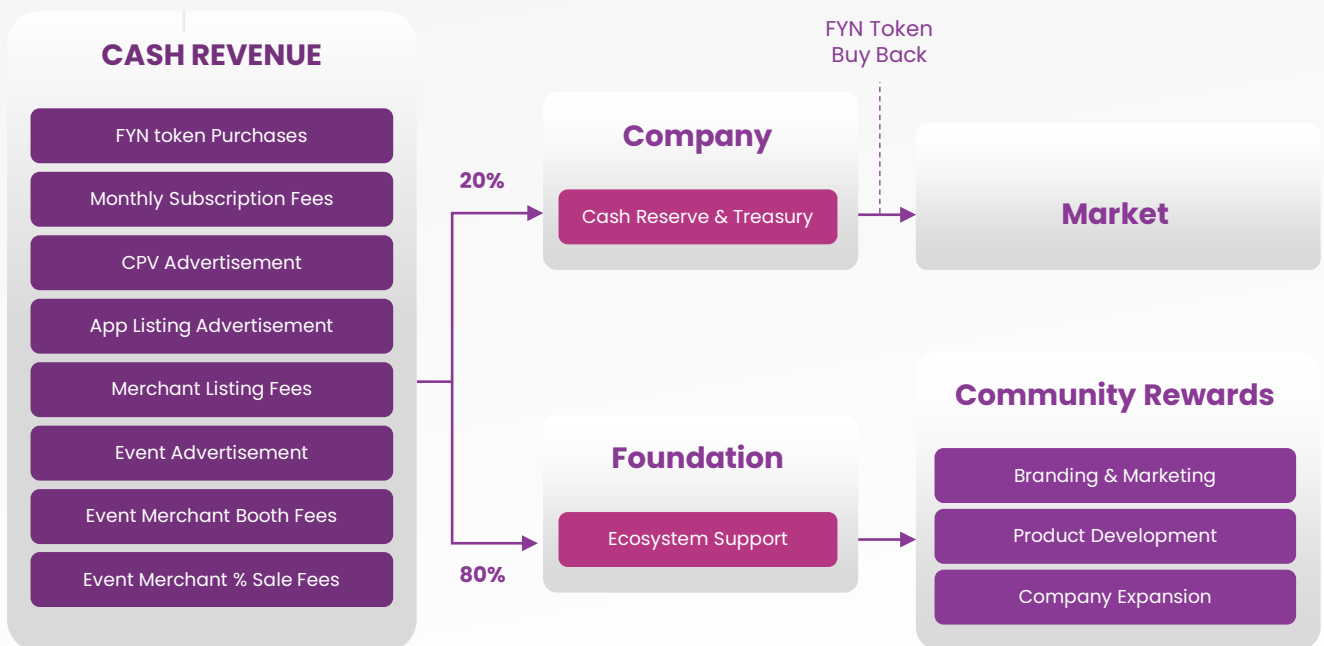 CASH REVENUE
FYN token Purchases
Monthly Subscription Fees
CPV Advertisement
App Listing Advertisement
Merchant Listing Fees
Event Advertisement
Event Merchant Booth Fees
Event Merchant % Sale Fees
20%
80%
Company
Cash Reserve & Treasury
Foundation
Ecosystem Support
FYN Token
Buy Back
Market
Community Rewards
Branding & Marketing
Product Development
Company Expansion